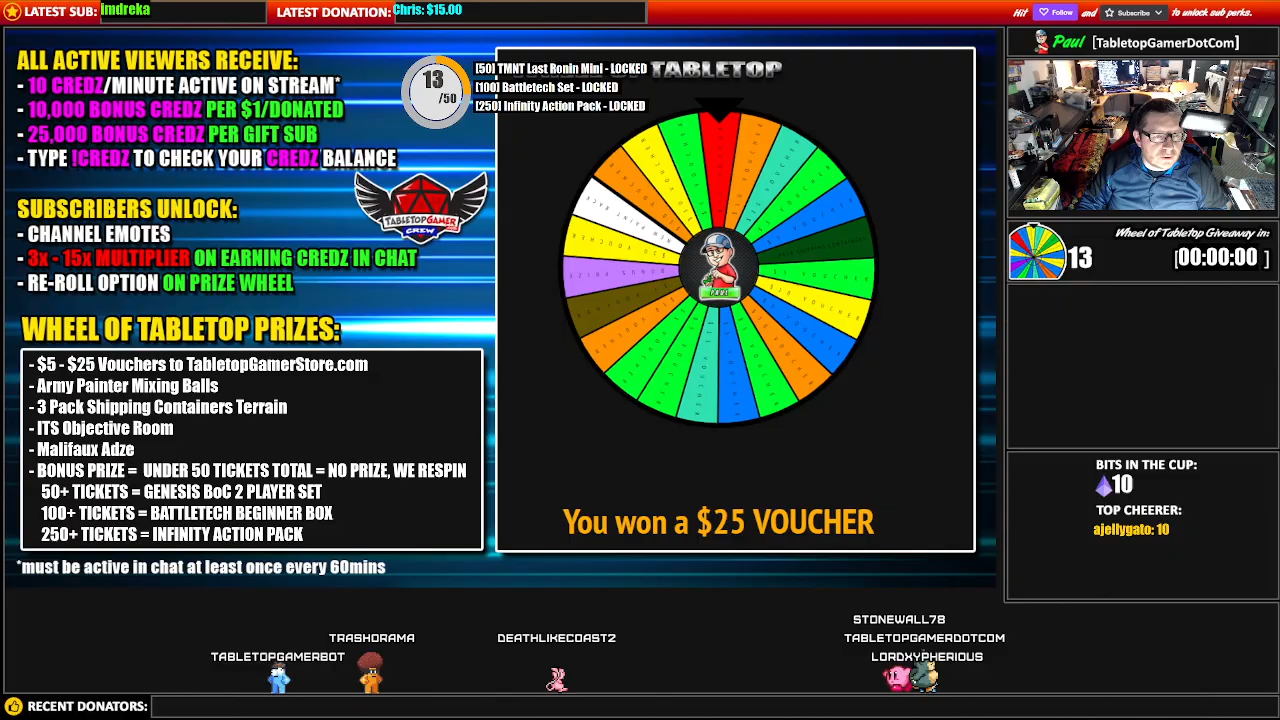 LATEST SUB: Imdreka
LATEST DONATION: Chris: $15.00
Hit Follow and Subscribe to unlock sub perks.
Paul [TabletopGamerDotCom]
ALL ACTIVE VIEWERS RECEIVE:
- 10 CREDZ/MINUTE ACTIVE ON STREAM*
- 10,000 BONUS CREDZ PER $1/DONATED
- 25,000 BONUS CREDZ PER GIFT SUB
- TYPE !CREDZ TO CHECK YOUR CREDZ BALANCE
13
/50
[50] TMNT Last Ronin Mini - LOCKED
[100] Battletech Set - LOCKED
[250] Infinity Action Pack - LOCKED
TABLETOP
TABLETOPGAMER
CREW
SUBSCRIBERS UNLOCK:
- CHANNEL EMOTES
- 3x - 15x MULTIPLIER ON EARNING CREDZ IN CHAT
- RE-ROLL OPTION ON PRIZE WHEEL
WHEEL OF TABLETOP PRIZES:
- $5 - $25 Vouchers to TabletopGamerStore.com
- Army Painter Mixing Balls
- 3 Pack Shipping Containers Terrain
- ITS Objective Room
- Malifaux Adze
- BONUS PRIZE = UNDER 50 TICKETS TOTAL = NO PRIZE, WE RESPIN
50+ TICKETS = GENESIS BoC 2 PLAYER SET
100+ TICKETS = BATTLETECH BEGINNER BOX
250+ TICKETS = INFINITY ACTION PACK
*must be active in chat at least once every 60mins
PAUL
You won a $25 VOUCHER
Wheel of Tabletop Giveaway in:
13 [00:00:00 ]
BITS IN THE CUP:
10
TOP CHEERER:
ajellygato: 10
STONEWALL78
TRASHORAMA
DEATHLIKECOAST2
TABLETOPGAMERDOTCOM
TABLETOPGAMERBOT
LORDXYPHERIOUS
RECENT DONATORS: